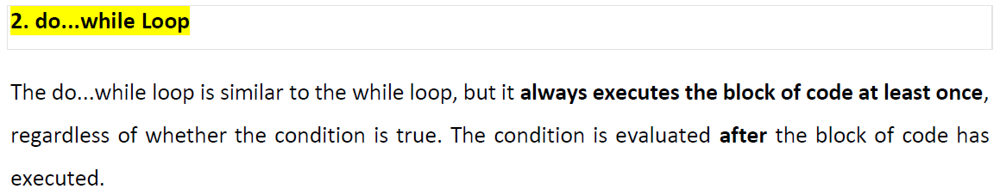 2. do...while Loop
The do...while loop is similar to the while loop, but it always executes the block of code at least once,
regardless of whether the condition is true. The condition is evaluated after the block of code has
executed.